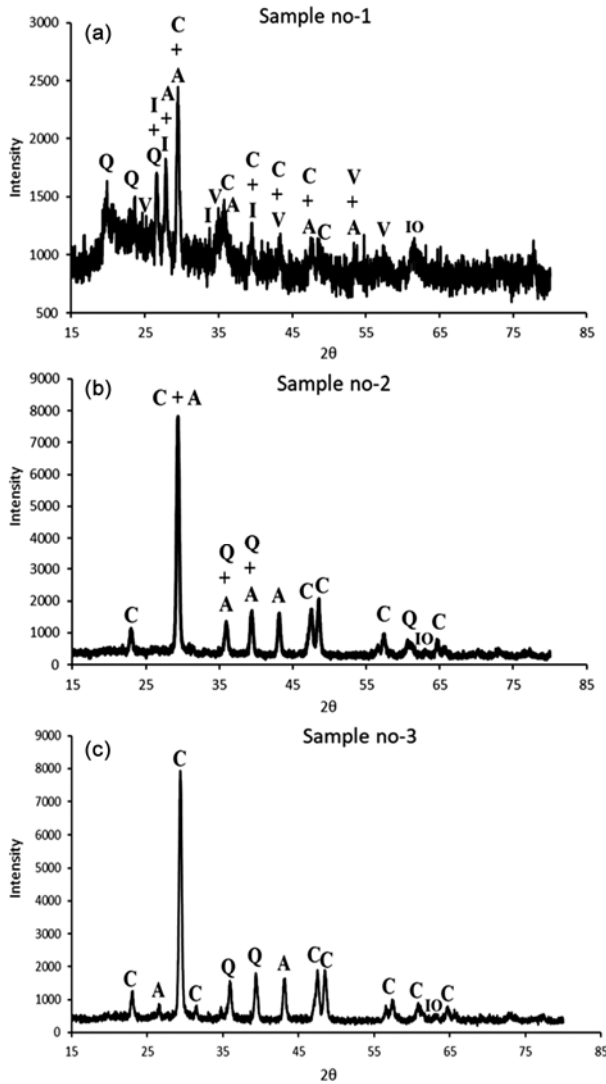 Sample no-1
(a)
3000
2500
2000
1500
1000
500
Intensity
Q
Q
V
I + Q
A + I
C + A
I
V
C
A
C + I
C + V
C + A
C
V + A
V
IO
15 25 35 45 55 65 75 85
2θ
Sample no-2
(b)
9000
8000
7000
6000
5000
4000
3000
2000
1000
0
Intensity
C
C + A
Q + A
Q + A
A
C
C
C
Q
IO
C
15 25 35 45 55 65 75 85
2θ
Sample no-3
(c)
9000
8000
7000
6000
5000
4000
3000
2000
1000
0
Intensity
C
A
C
C
Q
Q
A
C
C
C
C
IO
C
15 25 35 45 55 65 75 85
2θ